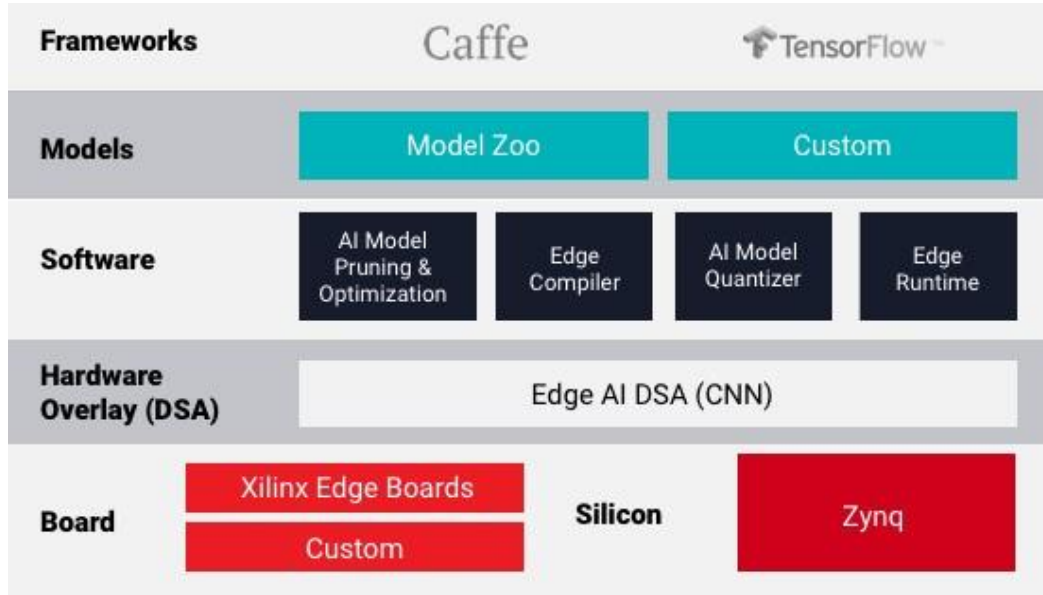 Frameworks
Caffe
TensorFlow™
Models
Model Zoo
Custom
Software
AI Model
Pruning &
Optimization
Edge
Compiler
AI Model
Quantizer
Edge
Runtime
Hardware
Overlay (DSA)
Edge AI DSA (CNN)
Board
Xilinx Edge Boards
Custom
Silicon
Zynq